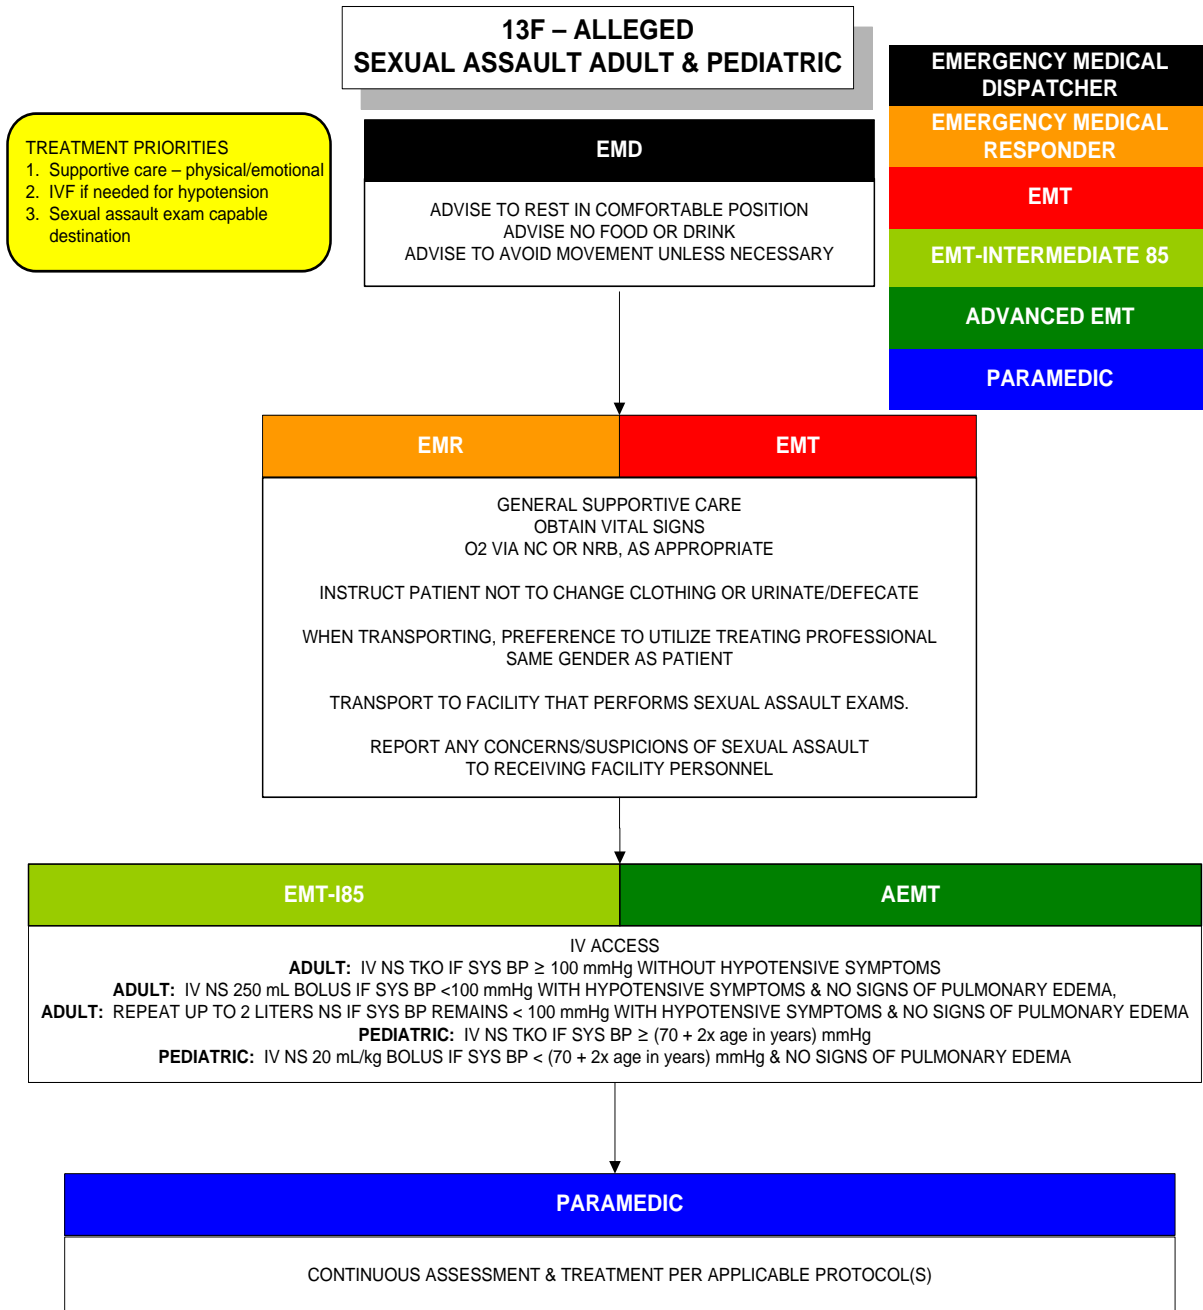 13F – ALLEGED
SEXUAL ASSAULT ADULT & PEDIATRIC
EMERGENCY MEDICAL
DISPATCHER
EMERGENCY MEDICAL
RESPONDER
EMT
EMT-INTERMEDIATE 85
ADVANCED EMT
PARAMEDIC
TREATMENT PRIORITIES
1. Supportive care – physical/emotional
2. IVF if needed for hypotension
3. Sexual assault exam capable
destination
EMD
ADVISE TO REST IN COMFORTABLE POSITION
ADVISE NO FOOD OR DRINK
ADVISE TO AVOID MOVEMENT UNLESS NECESSARY
EMR
EMT
GENERAL SUPPORTIVE CARE
OBTAIN VITAL SIGNS
O2 VIA NC OR NRB, AS APPROPRIATE
INSTRUCT PATIENT NOT TO CHANGE CLOTHING OR URINATE/DEFECATE
WHEN TRANSPORTING, PREFERENCE TO UTILIZE TREATING PROFESSIONAL
SAME GENDER AS PATIENT
TRANSPORT TO FACILITY THAT PERFORMS SEXUAL ASSAULT EXAMS.
REPORT ANY CONCERNS/SUSPICIONS OF SEXUAL ASSAULT
TO RECEIVING FACILITY PERSONNEL
EMT-I85
AEMT
IV ACCESS
ADULT: IV NS TKO IF SYS BP ≥ 100 mmHg WITHOUT HYPOTENSIVE SYMPTOMS
ADULT: IV NS 250 mL BOLUS IF SYS BP <100 mmHg WITH HYPOTENSIVE SYMPTOMS & NO SIGNS OF PULMONARY EDEMA,
ADULT: REPEAT UP TO 2 LITERS NS IF SYS BP REMAINS < 100 mmHg WITH HYPOTENSIVE SYMPTOMS & NO SIGNS OF PULMONARY EDEMA
PEDIATRIC: IV NS TKO IF SYS BP ≥ (70 + 2x age in years) mmHg
PEDIATRIC: IV NS 20 mL/kg BOLUS IF SYS BP < (70 + 2x age in years) mmHg & NO SIGNS OF PULMONARY EDEMA
PARAMEDIC
CONTINUOUS ASSESSMENT & TREATMENT PER APPLICABLE PROTOCOL(S)